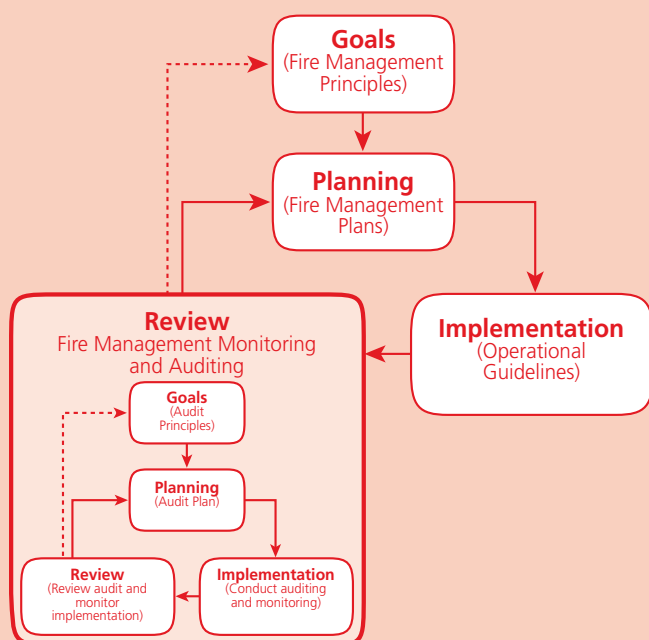 Goals
(Fire Management
Principles)
Planning
(Fire Management
Plans)
Implementation
(Operational
Guidelines)
Review
Fire Management Monitoring
and Auditing
Goals
(Audit
Principles)
Planning
(Audit Plan)
Implementation
(Conduct auditing
and monitoring)
Review
(Review audit and
monitor
implementation)